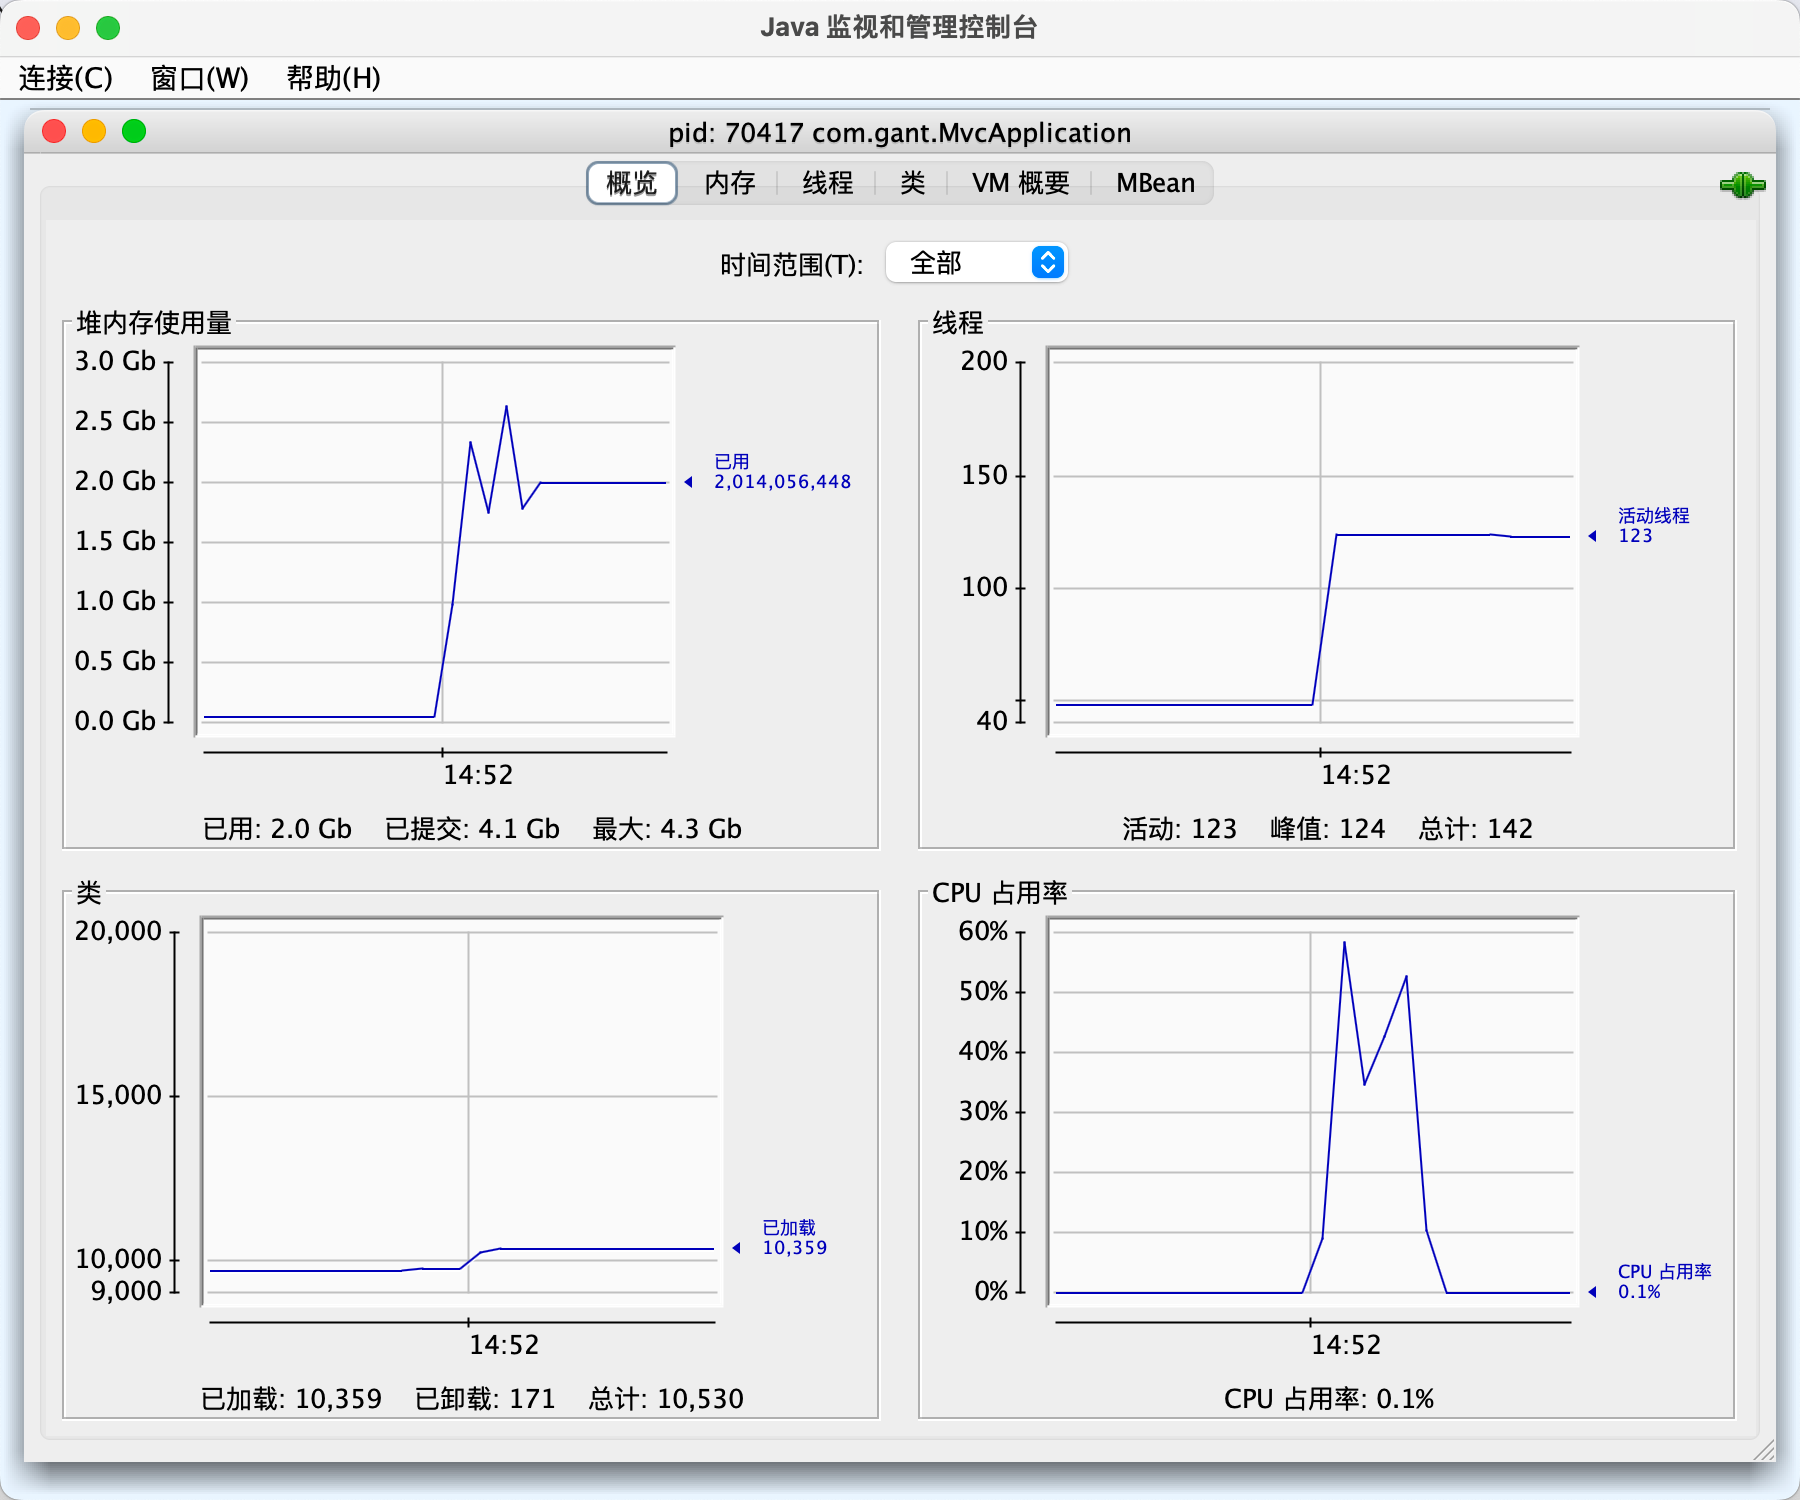 Java 监视和管理控制台
连接(C) 窗口(W) 帮助(H)
pid: 70417 com.gant.MvcApplication
概览 内存 线程 类 VM 概要 MBean
时间范围(T): 全部
堆内存使用量
3.0 Gb
2.5 Gb
2.0 Gb
1.5 Gb
1.0 Gb
0.5 Gb
0.0 Gb
已用
2,014,056,448
14:52
已用: 2.0 Gb 已提交: 4.1 Gb 最大: 4.3 Gb
线程
200
150
100
40
活动线程
123
14:52
活动: 123 峰值: 124 总计: 142
类
20,000
15,000
10,000
9,000
已加载
10,359
14:52
已加载: 10,359 已卸载: 171 总计: 10,530
CPU 占用率
60%
50%
40%
30%
20%
10%
0%
CPU 占用率
0.1%
14:52
CPU 占用率: 0.1%